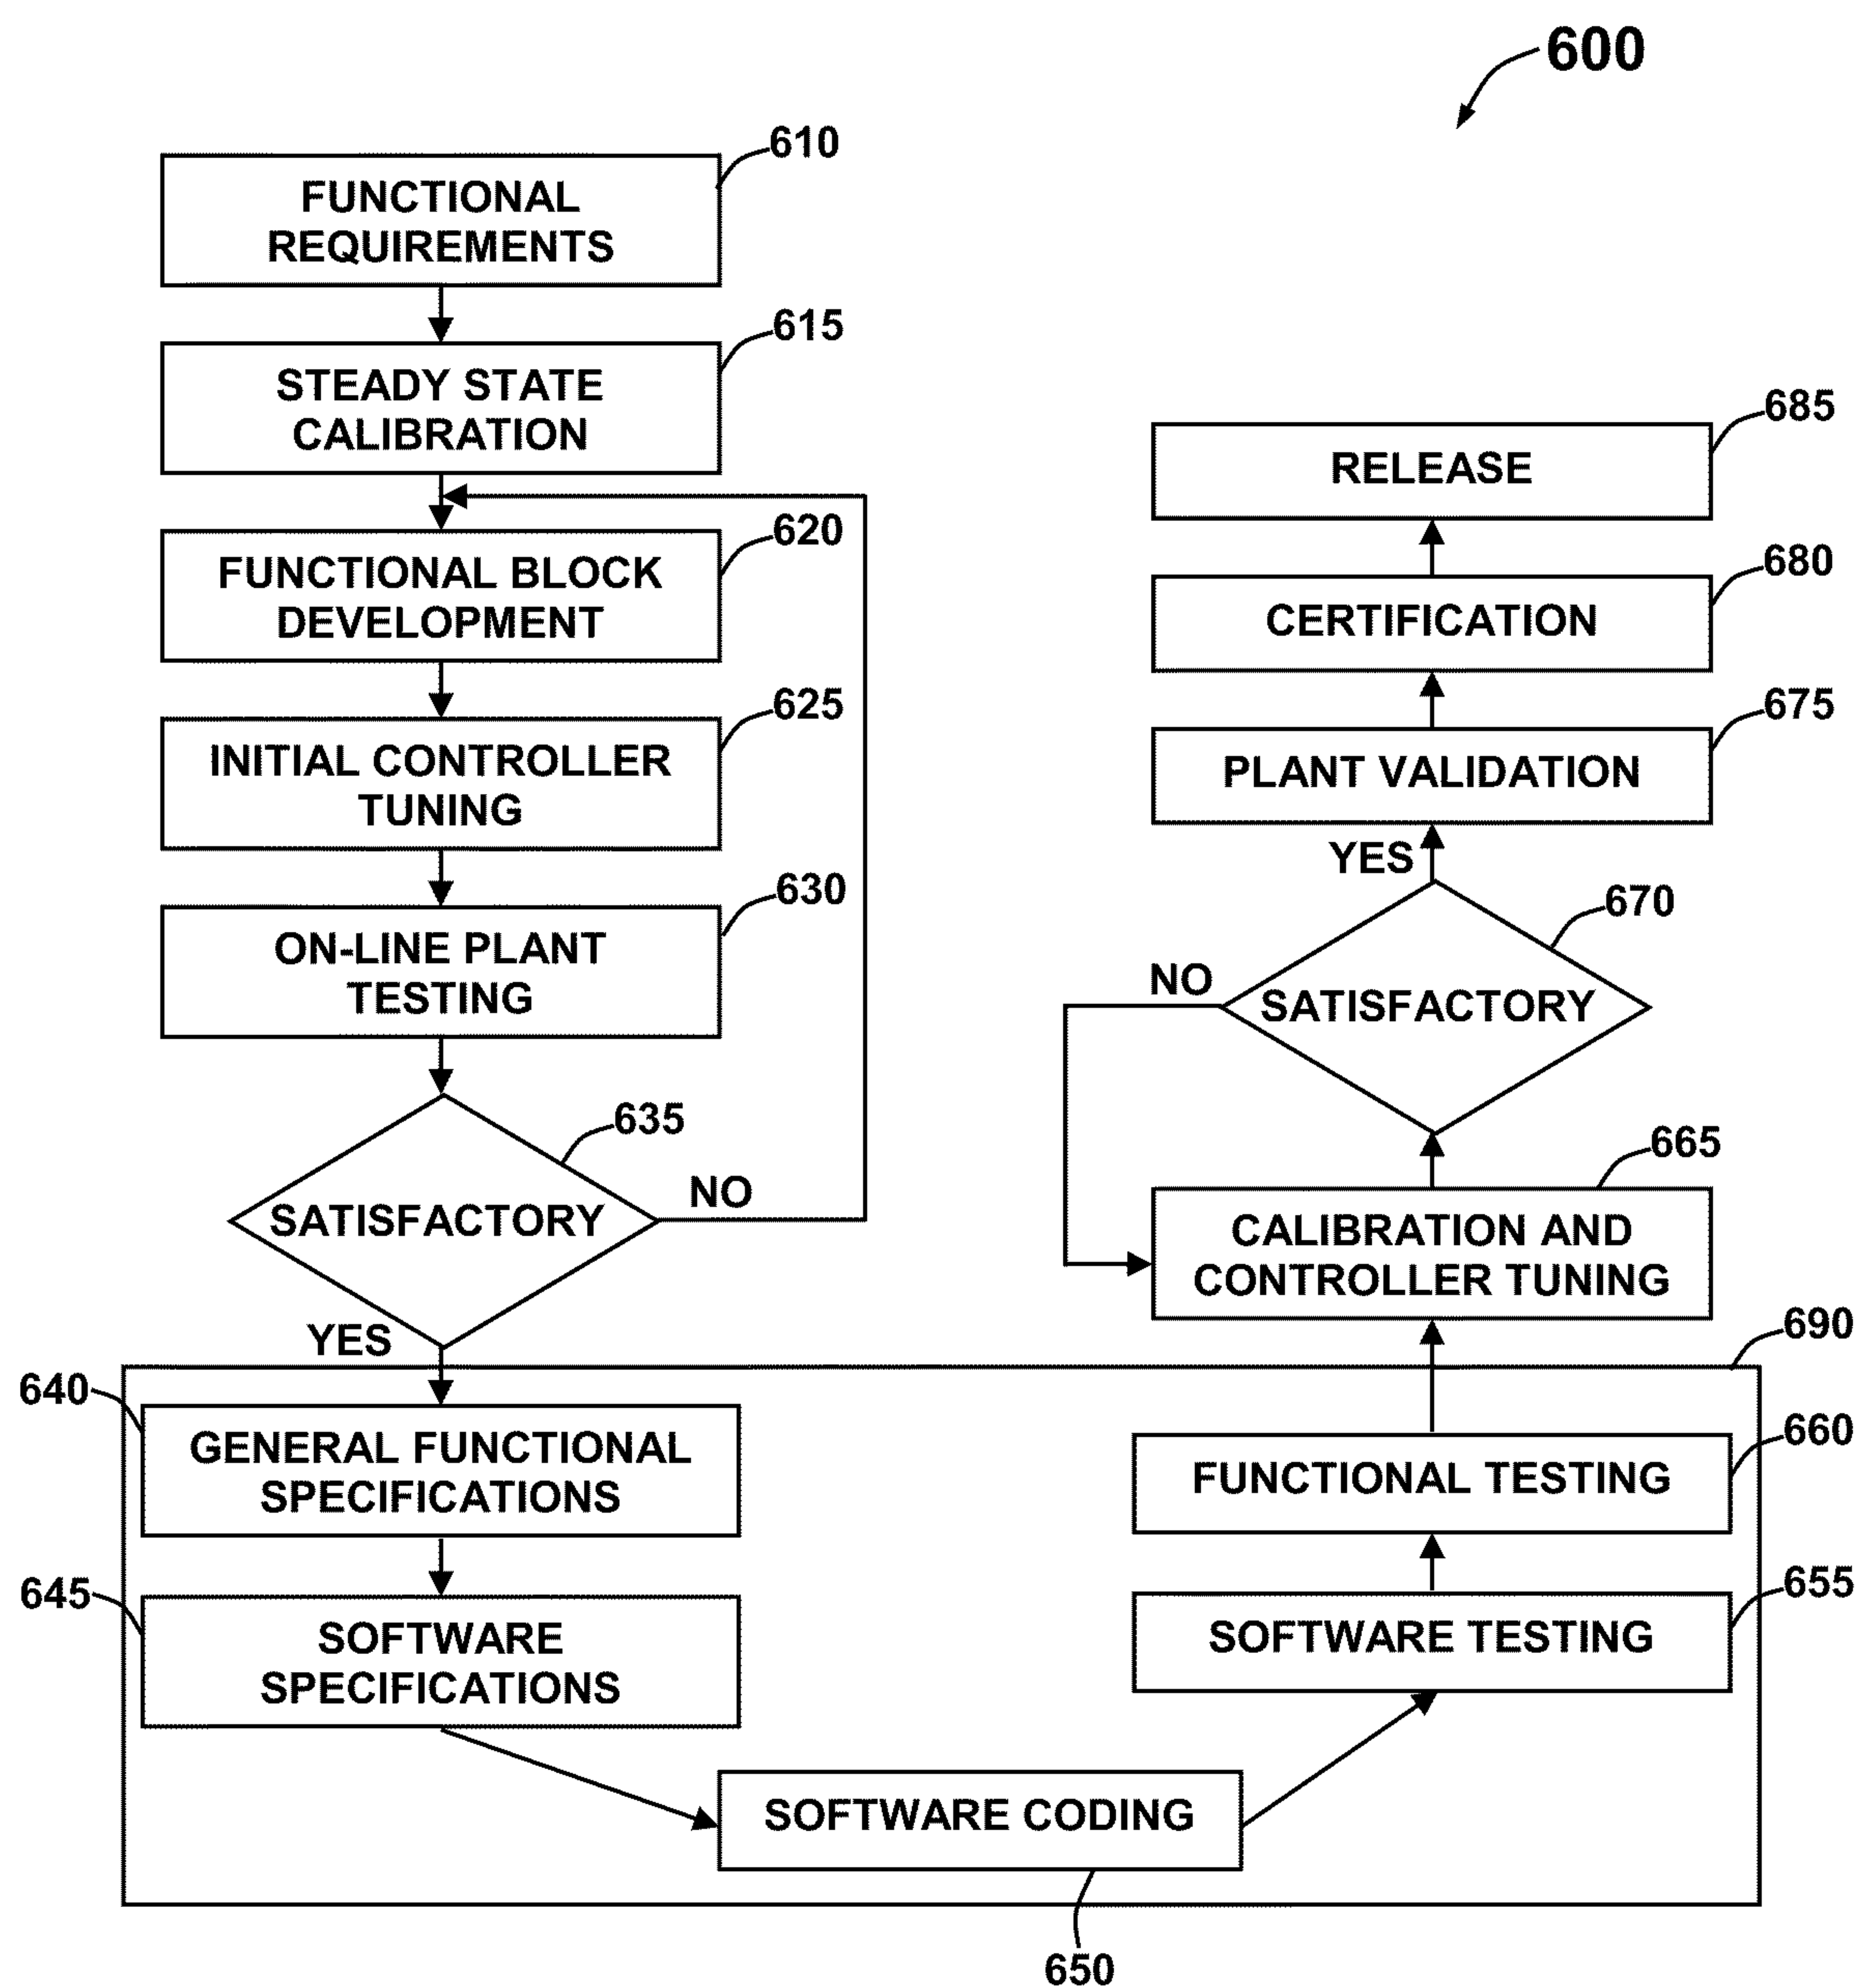 600
610
FUNCTIONAL
REQUIREMENTS
615
STEADY STATE
CALIBRATION
620
FUNCTIONAL BLOCK
DEVELOPMENT
625
INITIAL CONTROLLER
TUNING
630
ON-LINE PLANT
TESTING
635
SATISFACTORY
NO
YES
640
GENERAL FUNCTIONAL
SPECIFICATIONS
645
SOFTWARE
SPECIFICATIONS
SOFTWARE CODING
650
655
SOFTWARE TESTING
660
FUNCTIONAL TESTING
690
665
CALIBRATION AND
CONTROLLER TUNING
670
SATISFACTORY
NO
YES
675
PLANT VALIDATION
680
CERTIFICATION
685
RELEASE